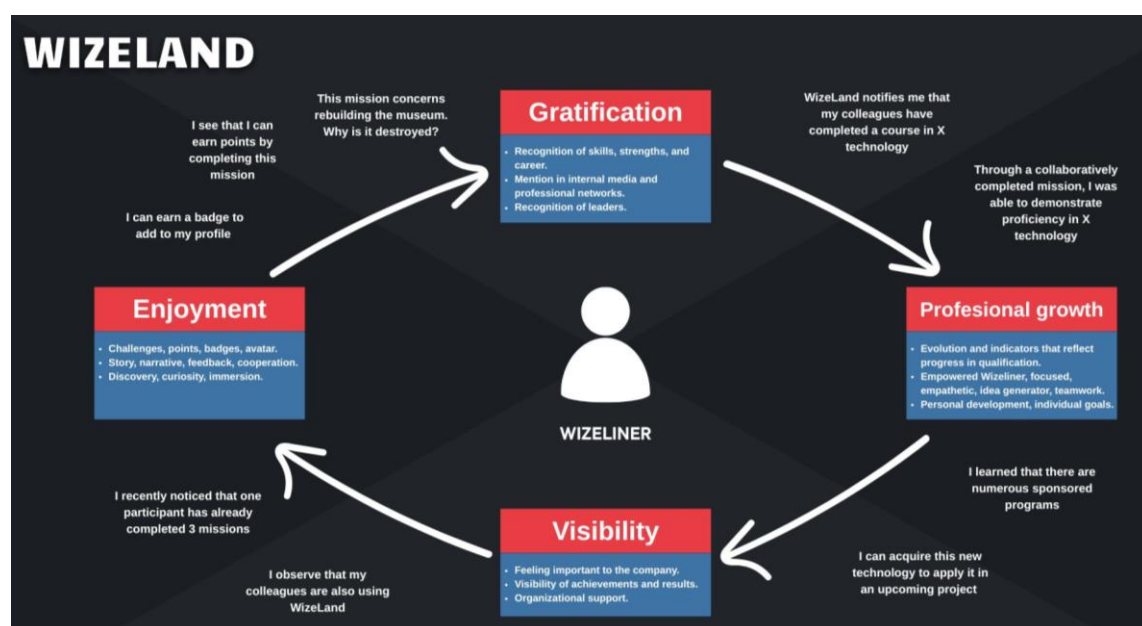 WIZELAND
This mission concerns
rebuilding the museum.
Why is it destroyed?
I see that I can
earn points by
completing this
mission
I can earn a badge to
add to my profile
Gratification
• Recognition of skills, strengths, and
career.
• Mention in internal media and
professional networks.
• Recognition of leaders.
WizeLand notifies me that
my colleagues have
completed a course in X
technology
Through a collaboratively
completed mission, I was
able to demonstrate
proficiency in X
technology
Enjoyment
• Challenges, points, badges, avatar.
• Story, narrative, feedback, cooperation.
• Discovery, curiosity, immersion.
WIZELINER
Profesional growth
• Evolution and indicators that reflect
progress in qualification.
• Empowered Wizeliner, focused,
empathetic, idea generator, teamwork.
• Personal development, individual goals.
I recently noticed that one
participant has already
completed 3 missions
I observe that my
colleagues are also using
WizeLand
Visibility
• Feeling important to the company.
• Visibility of achievements and results.
• Organizational support.
I learned that there are
numerous sponsored
programs
I can acquire this new
technology to apply it in
an upcoming project